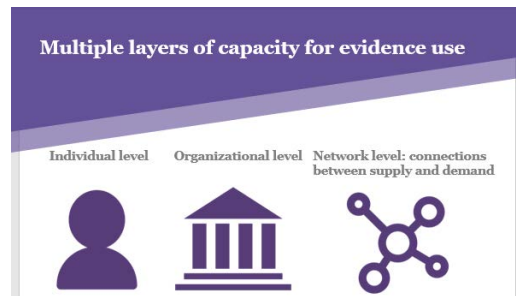 Multiple layers of capacity for evidence use
Individual level
Organizational level
Network level: connections
between supply and demand